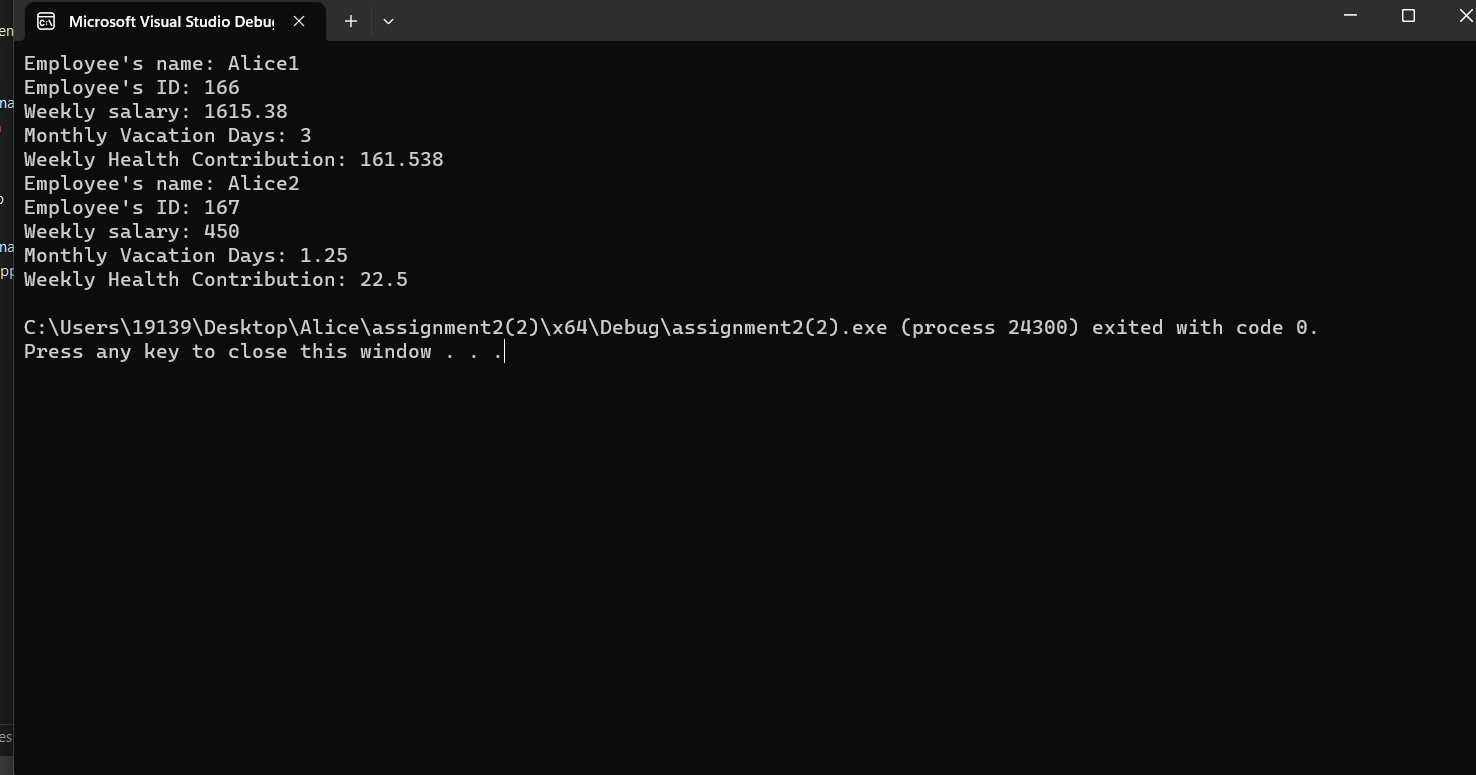 Microsoft Visual Studio Debu
Employee's name: Alice1
Employee's ID: 166
Weekly salary: 1615.38
Monthly Vacation Days: 3
Weekly Health Contribution: 161.538
Employee's name: Alice2
Employee's ID: 167
Weekly salary: 450
Monthly Vacation Days: 1.25
Weekly Health Contribution: 22.5
C:\Users\19139\Desktop\Alice\assignment2(2)\x64\Debug\assignment2(2).exe (process 24300) exited with code 0.
Press any key to close this window . . .